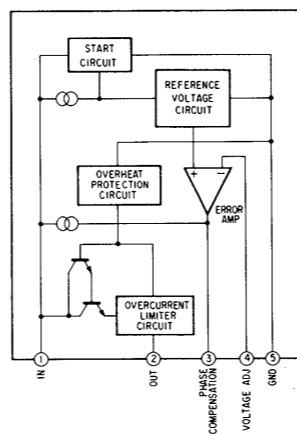 START
CIRCUIT
REFERENCE
VOLTAGE
CIRCUIT
OVERHEAT
PROTECTION
CIRCUIT
+ −
ERROR
AMP
OVERCURRENT
LIMITER
CIRCUIT
1 2 3 4 5
IN
OUT
PHASE
COMPENSATION
VOLTAGE ADJ
GND